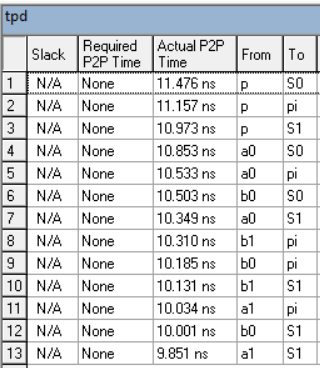 tpd
Slack Required P2P Time Actual P2P Time From To
1 N/A None 11.476 ns p S0
2 N/A None 11.157 ns p pi
3 N/A None 10.973 ns p S1
4 N/A None 10.853 ns a0 S0
5 N/A None 10.533 ns a0 pi
6 N/A None 10.503 ns b0 S0
7 N/A None 10.349 ns a0 S1
8 N/A None 10.310 ns b1 pi
9 N/A None 10.185 ns b0 pi
10 N/A None 10.131 ns b1 S1
11 N/A None 10.034 ns a1 pi
12 N/A None 10.001 ns b0 S1
13 N/A None 9.851 ns a1 S1